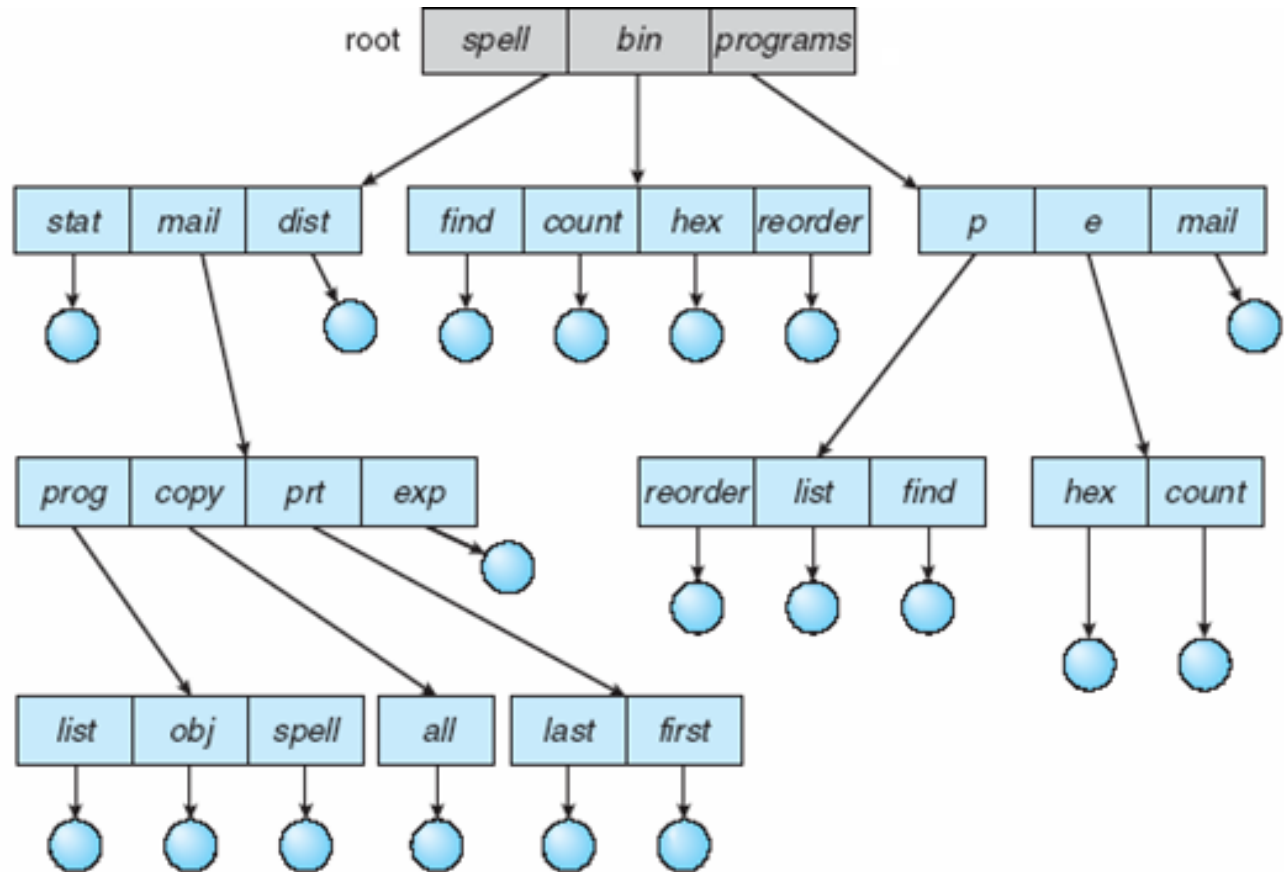 root spell bin programs
stat mail dist find count hex reorder p e mail
prog copy prt exp reorder list find hex count
list obj spell all last first